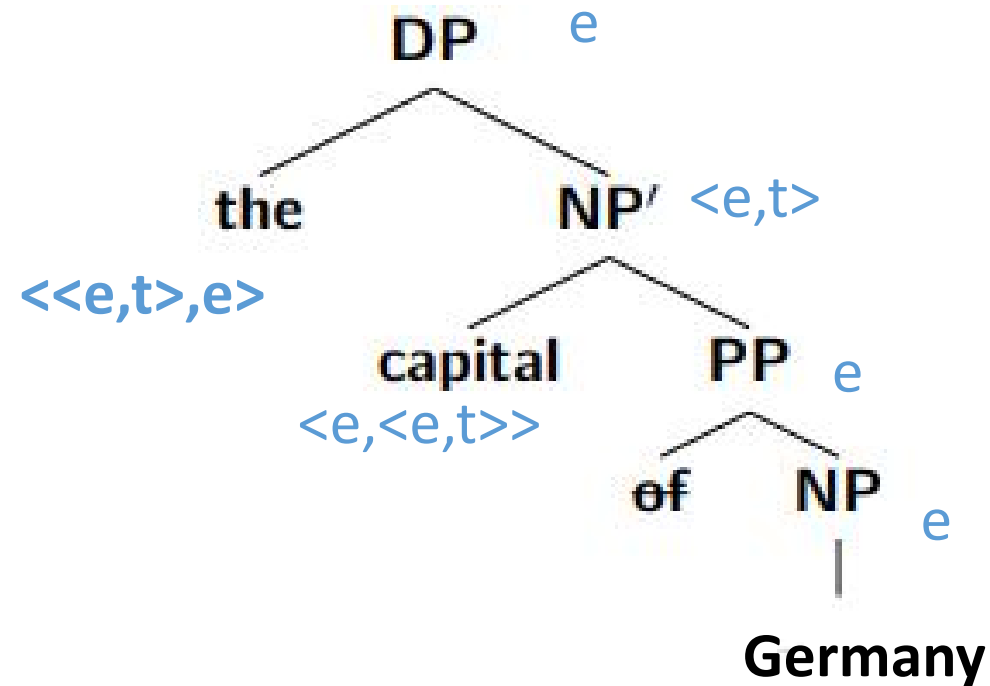 DP e
the NP′ <e,t>
<<e,t>,e>
capital PP e
<e,<e,t>>
of NP e
Germany